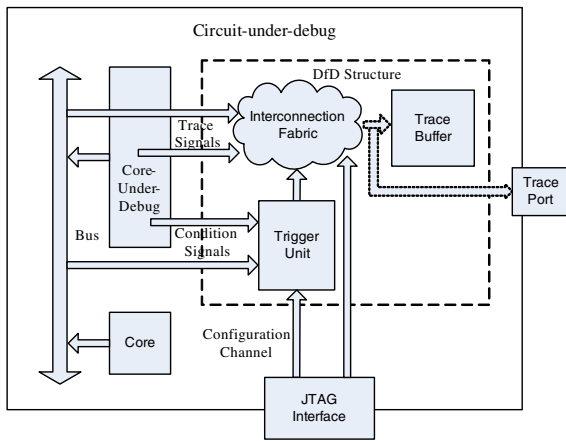 Circuit-under-debug
DfD Structure
Interconnection
Fabric
Trace
Buffer
Trace
Signals
Core-
Under-
Debug
Trace
Port
Bus
Condition
Signals
Trigger
Unit
Configuration
Channel
Core
JTAG
Interface